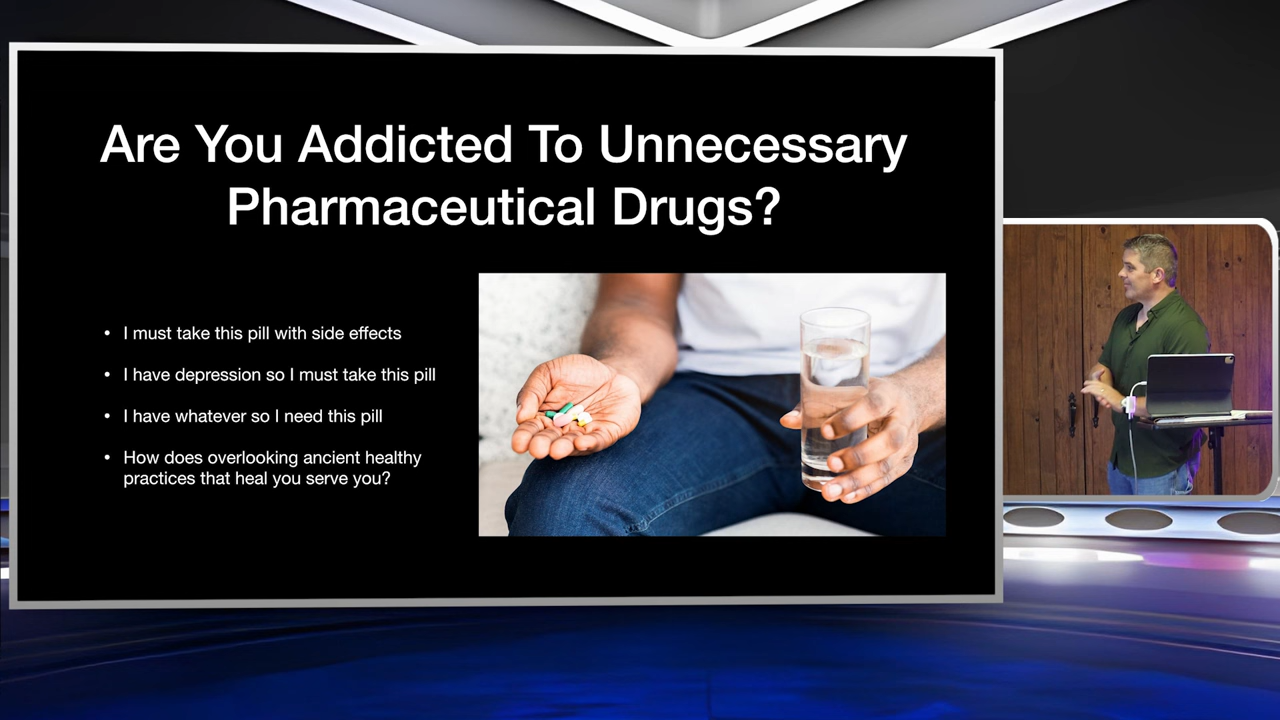 Are You Addicted To Unnecessary
Pharmaceutical Drugs?
• I must take this pill with side effects
• I have depression so I must take this pill
• I have whatever so I need this pill
• How does overlooking ancient healthy
practices that heal you serve you?